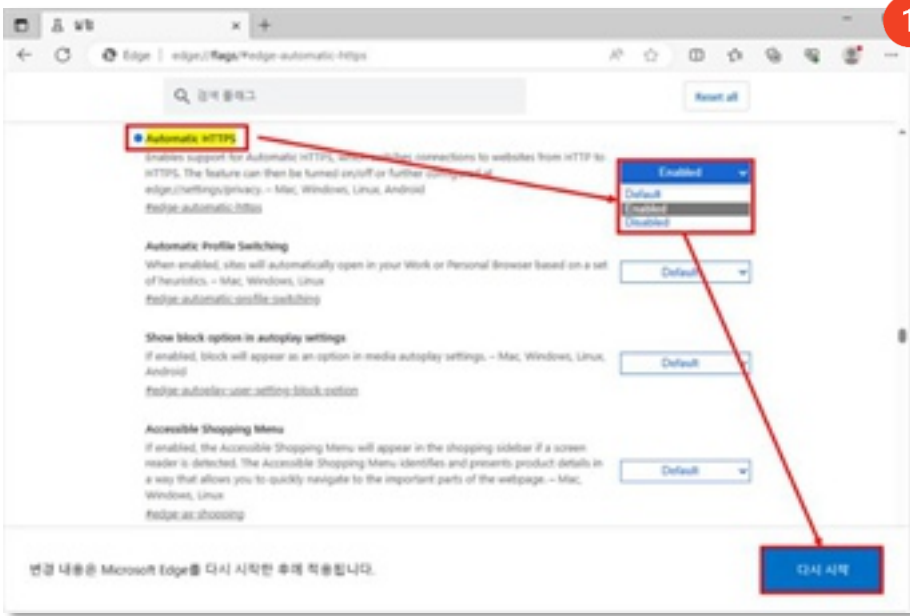 1
실험
Edge | edge://flags/#edge-automatic-https
검색 플래그
Reset all
Automatic HTTPS
Enables support for Automatic HTTPS, which switches connections to websites from HTTP to
HTTPS. The feature can then be turned on/off or further configured at
edge://settings/privacy. – Mac, Windows, Linux, Android
#edge-automatic-https
Enabled
Default
Enabled
Disabled
Automatic Profile Switching
When enabled, sites will automatically open in your Work or Personal Browser based on a set
of heuristics. – Mac, Windows, Linux
#edge-automatic-profile-switching
Default
Show block option in autoplay settings
If enabled, block will appear as an option in media autoplay settings. – Mac, Windows, Linux,
Android
#edge-autoplay-user-setting-block-option
Default
Accessible Shopping Menu
If enabled, the Accessible Shopping Menu will appear in the shopping sidebar if a screen
reader is detected. The Accessible Shopping Menu identifies and presents product details in
a way that allows you to quickly navigate to the important parts of the webpage. – Mac,
Windows, Linux
#edge-ax-shopping
Default
변경 내용은 Microsoft Edge를 다시 시작한 후에 적용됩니다.
다시 시작